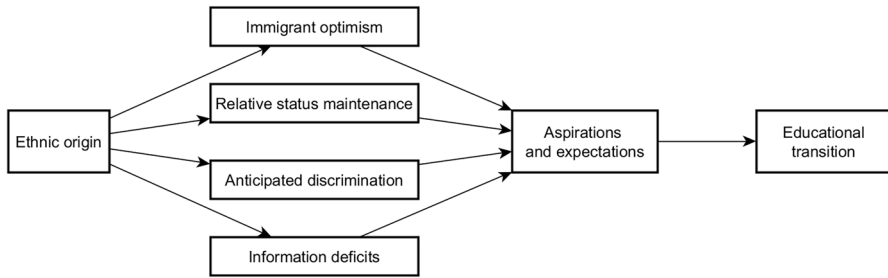 Immigrant optimism
Relative status maintenance
Ethnic origin
Anticipated discrimination
Information deficits
Aspirations
and expectations
Educational
transition